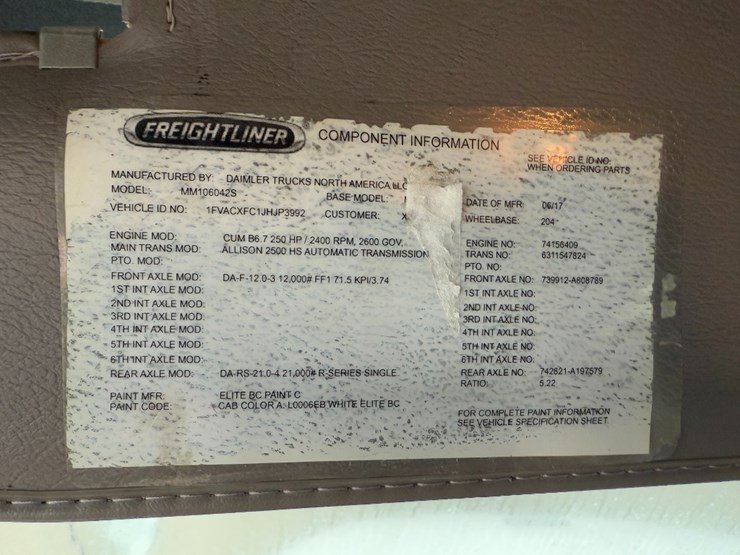 FREIGHTLINER COMPONENT INFORMATION
SEE VEHICLE ID NO
WHEN ORDERING PARTS
MANUFACTURED BY: DAIMLER TRUCKS NORTH AMERICA LLC
MODEL: MM106042S BASE MODEL: DATE OF MFR: 06/17
VEHICLE ID.NO: 1FVACXFC1JHJP3992 CUSTOMER: WHEELBASE: 204
ENGINE MOD: CUM B6.7 250 HP / 2400 RPM, 2600 GOV, ENGINE NO: 74156409
MAIN TRANS MOD: ALLISON 2500 HS AUTOMATIC TRANSMISSION TRANS NO: 6311547824
PTO. MOD: PTO. NO:
FRONT AXLE MOD: DA-F-12.0-3 12,000# FF1 71.5 KPI/3.74 FRONT AXLE NO: 739912-A608789
1ST INT AXLE MOD: 1ST INT AXLE NO:
2ND INT AXLE MOD: 2ND INT AXLE NO:
3RD INT AXLE MOD: 3RD INT AXLE NO:
4TH INT AXLE MOD: 4TH INT AXLE NO:
5TH INT AXLE MOD: 5TH INT AXLE NO:
6TH INT AXLE MOD: 6TH INT AXLE NO:
REAR AXLE MOD: DA-RS-21.0-4 21,000# R-SERIES SINGLE REAR AXLE NO: 742821-A197579
RATIO: 5.22
PAINT MFR: ELITE BC PAINT C
PAINT CODE: CAB COLOR A: L0006EB WHITE ELITE BC
FOR COMPLETE PAINT INFORMATION
SEE VEHICLE SPECIFICATION SHEET